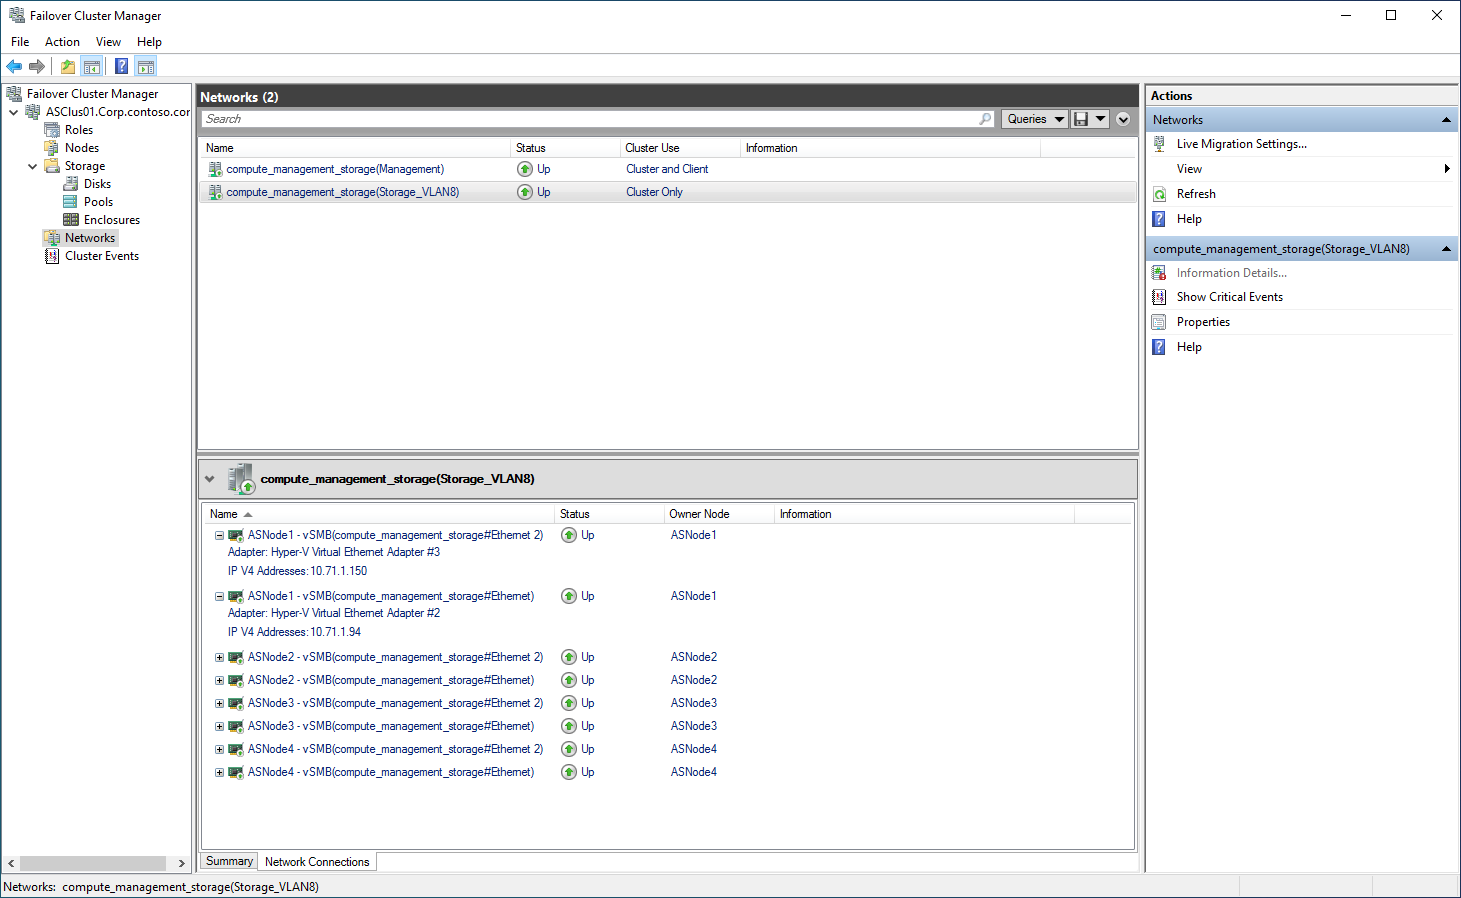 Failover Cluster Manager
File Action View Help
Failover Cluster Manager
ASClus01.Corp.contoso.cor
Roles
Nodes
Storage
Disks
Pools
Enclosures
Networks
Cluster Events
Networks (2)
Search
Queries
Name Status Cluster Use Information
compute_management_storage(Management) Up Cluster and Client
compute_management_storage(Storage_VLAN8) Up Cluster Only
compute_management_storage(Storage_VLAN8)
Name Status Owner Node Information
ASNode1 - vSMB(compute_management_storage#Ethernet 2) Up ASNode1
Adapter: Hyper-V Virtual Ethernet Adapter #3
IP V4 Addresses: 10.71.1.150
ASNode1 - vSMB(compute_management_storage#Ethernet) Up ASNode1
Adapter: Hyper-V Virtual Ethernet Adapter #2
IP V4 Addresses: 10.71.1.94
ASNode2 - vSMB(compute_management_storage#Ethernet 2) Up ASNode2
ASNode2 - vSMB(compute_management_storage#Ethernet) Up ASNode2
ASNode3 - vSMB(compute_management_storage#Ethernet 2) Up ASNode3
ASNode3 - vSMB(compute_management_storage#Ethernet) Up ASNode3
ASNode4 - vSMB(compute_management_storage#Ethernet 2) Up ASNode4
ASNode4 - vSMB(compute_management_storage#Ethernet) Up ASNode4
Summary Network Connections
Actions
Networks
Live Migration Settings...
View
Refresh
Help
compute_management_storage(Storage_VLAN8)
Information Details...
Show Critical Events
Properties
Help
Networks: compute_management_storage(Storage_VLAN8)